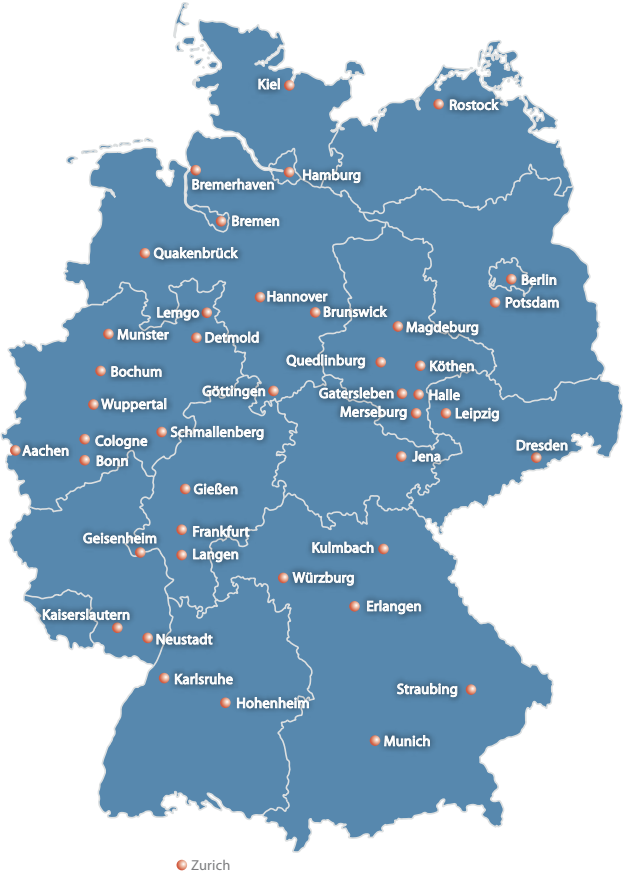 Kiel
Rostock
Hamburg
Bremerhaven
Bremen
Quakenbrück
Berlin
Hannover
Potsdam
Lemgo
Brunswick
Magdeburg
Munster
Detmold
Quedlinburg
Köthen
Bochum
Göttingen
Gatersleben
Halle
Wuppertal
Merseburg
Leipzig
Schmallenberg
Cologne
Dresden
Aachen
Jena
Bonn
Gießen
Frankfurt
Geisenheim
Kulmbach
Langen
Würzburg
Erlangen
Kaiserslautern
Neustadt
Karlsruhe
Straubing
Hohenheim
Munich
Zurich